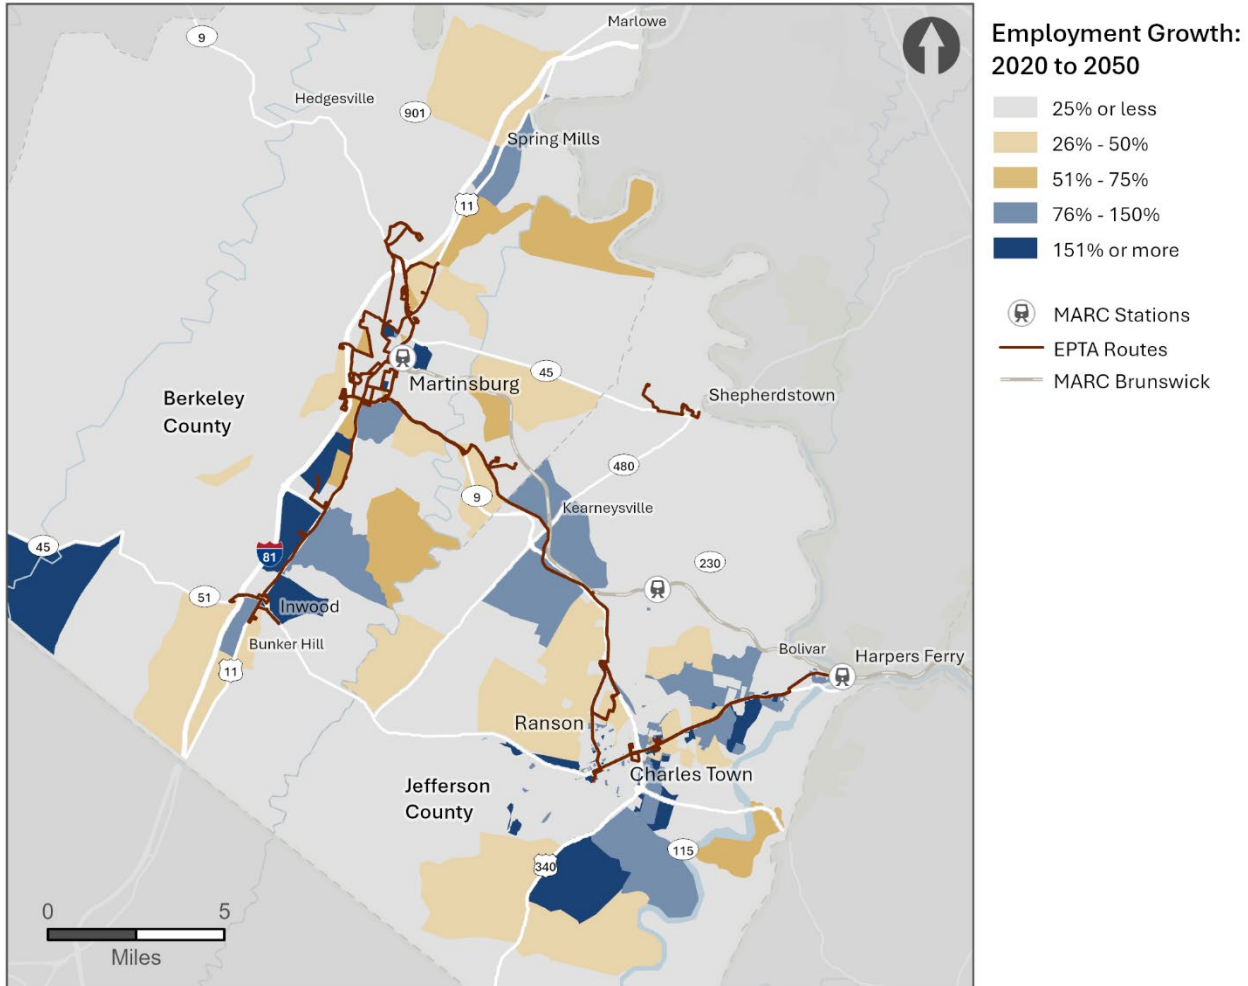 Marlowe
9
Hedgesville
901
Spring Mills
11
Martinsburg
45
Shepherdstown
Berkeley
County
480
9
Kearneysville
45
81
230
51
Inwood
Bunker Hill
11
Bolivar
Harpers Ferry
Ranson
Charles Town
Jefferson
County
115
340
0 5
Miles
Employment Growth:
2020 to 2050
25% or less
26% - 50%
51% - 75%
76% - 150%
151% or more
MARC Stations
EPTA Routes
MARC Brunswick